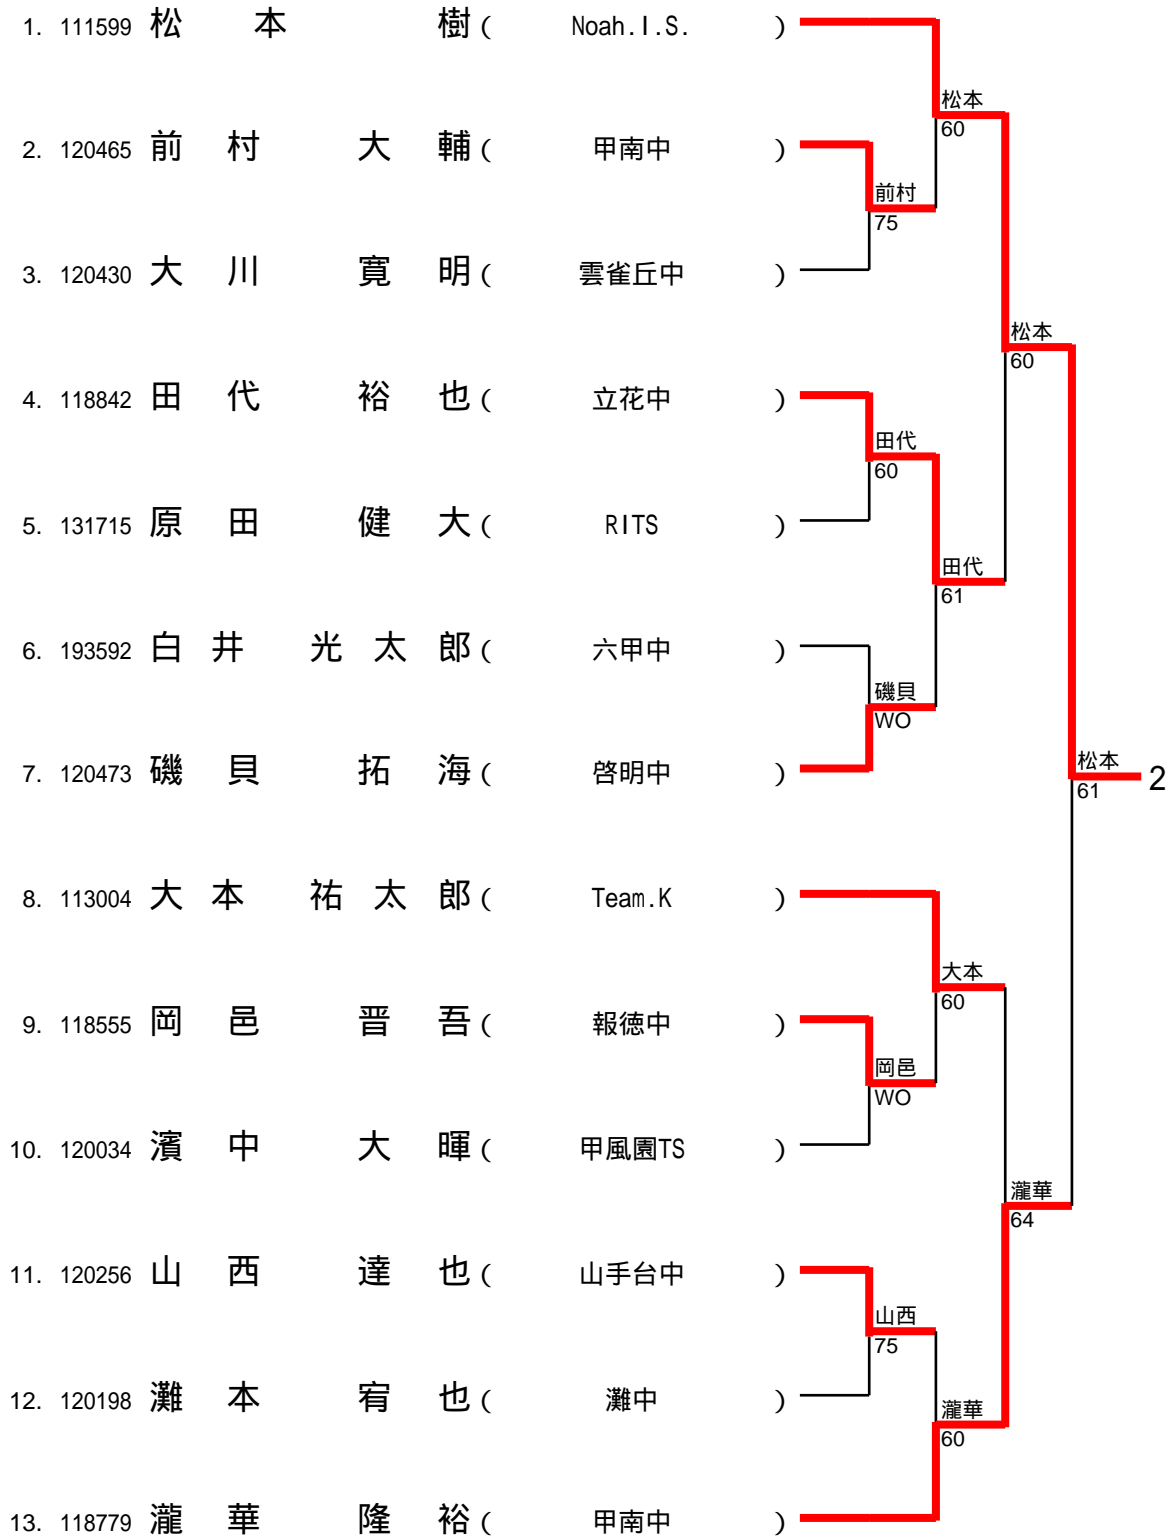 1. 111599 松本 樹 ( Noah.I.S. )
松本
60
2. 120465 前村 大輔 ( 甲南中 )
前村
75
3. 120430 大川 寛明 ( 雲雀丘中 )
松本
60
4. 118842 田代 裕也 ( 立花中 )
田代
60
5. 131715 原田 健大 ( RITS )
田代
61
6. 193592 白井 光太郎 ( 六甲中 )
磯貝
WO
7. 120473 磯貝 拓海 ( 啓明中 )
松本
61
2
8. 113004 大本 祐太郎 ( Team.K )
大本
60
9. 118555 岡邑 晋吾 ( 報徳中 )
岡邑
WO
10. 120034 濱中 大暉 ( 甲風園TS )
瀧華
64
11. 120256 山西 達也 ( 山手台中 )
山西
75
12. 120198 灘本 宥也 ( 灘中 )
瀧華
60
13. 118779 瀧華 隆裕 ( 甲南中 )